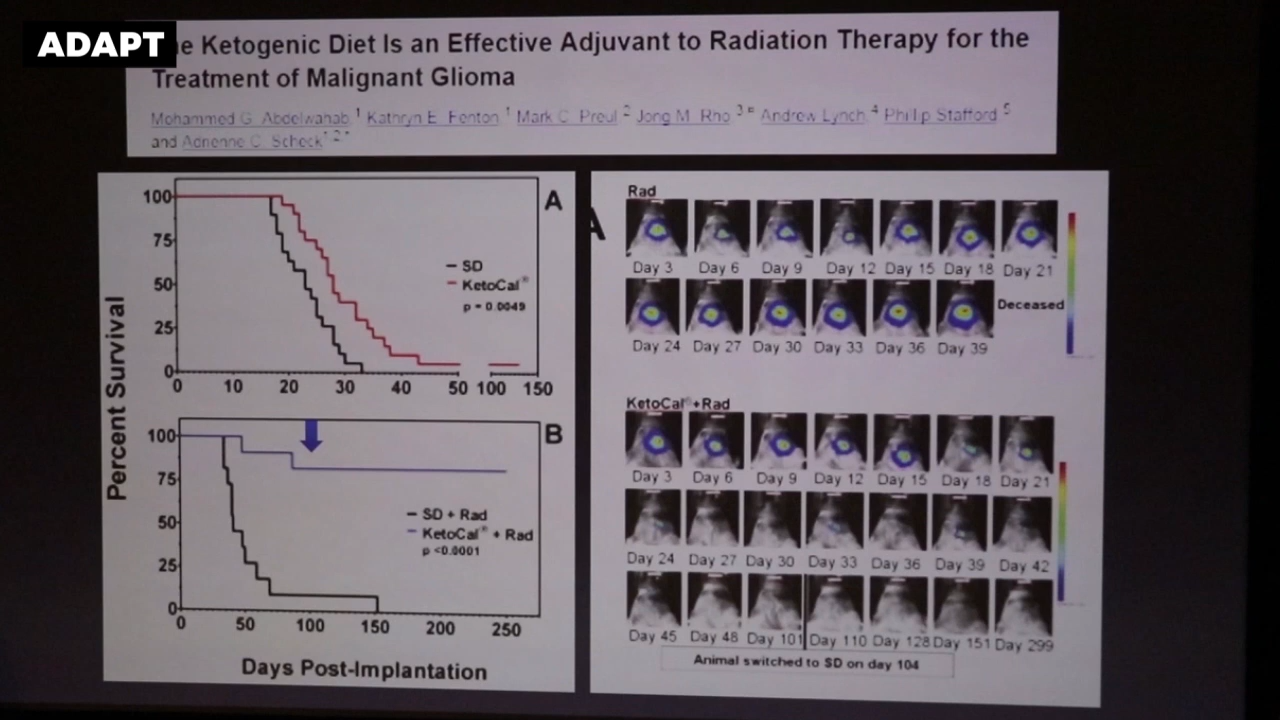 ADAPT
e Ketogenic Diet Is an Effective Adjuvant to Radiation Therapy for the
Treatment of Malignant Glioma
Mohammed G. Abdelwahab, 1 Kathryn E. Fenton, 1 Mark C. Preul, 2 Jong M. Rho, 3 Andrew Lynch, 4 Phillip Stafford, 5
and Adrienne C. Scheck 1 2 *
Percent Survival
A
100
75
50
25
0
SD
KetoCal®
p = 0.0049
0 10 20 30 40 50 100 150
B
100
75
50
25
0
SD + Rad
KetoCal® + Rad
p <0.0001
0 50 100 150 200 250
Days Post-Implantation
A
Rad
Day 3 Day 6 Day 9 Day 12 Day 15 Day 18 Day 21
Deceased
Day 24 Day 27 Day 30 Day 33 Day 36 Day 39
KetoCal®+Rad
Day 3 Day 6 Day 9 Day 12 Day 15 Day 18 Day 21
Day 24 Day 27 Day 30 Day 33 Day 36 Day 39 Day 42
Day 45 Day 48 Day 101 Day 110 Day 128 Day 151 Day 299
Animal switched to SD on day 104